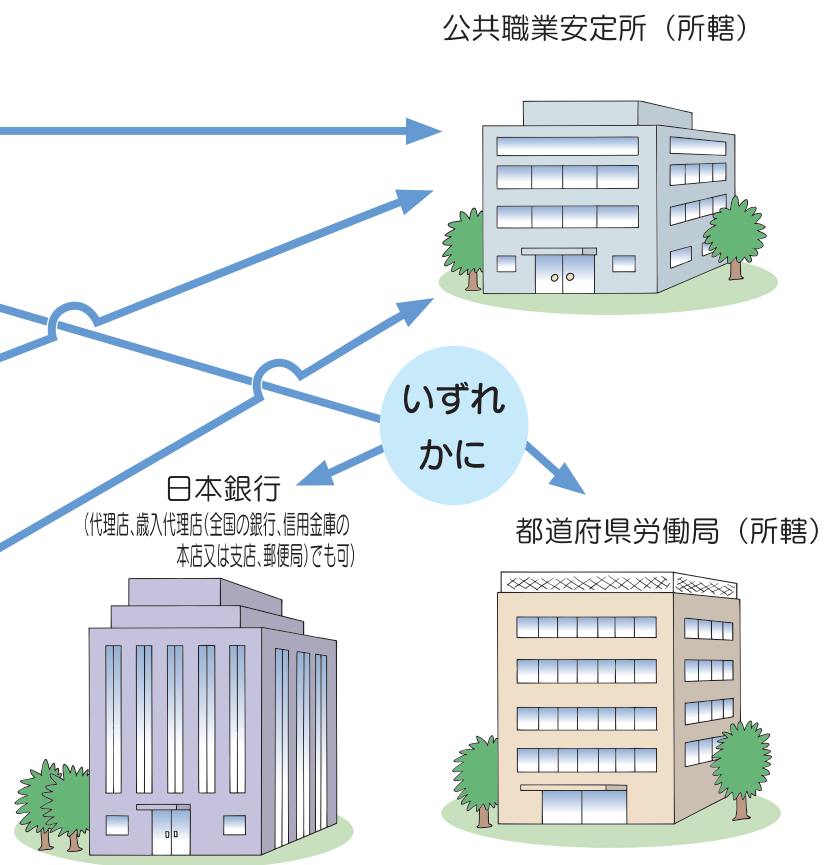 公共職業安定所（所轄）
いずれ
かに
日本銀行
（代理店、歳入代理店（全国の銀行、信用金庫の
本店又は支店、郵便局）でも可）
都道府県労働局（所轄）